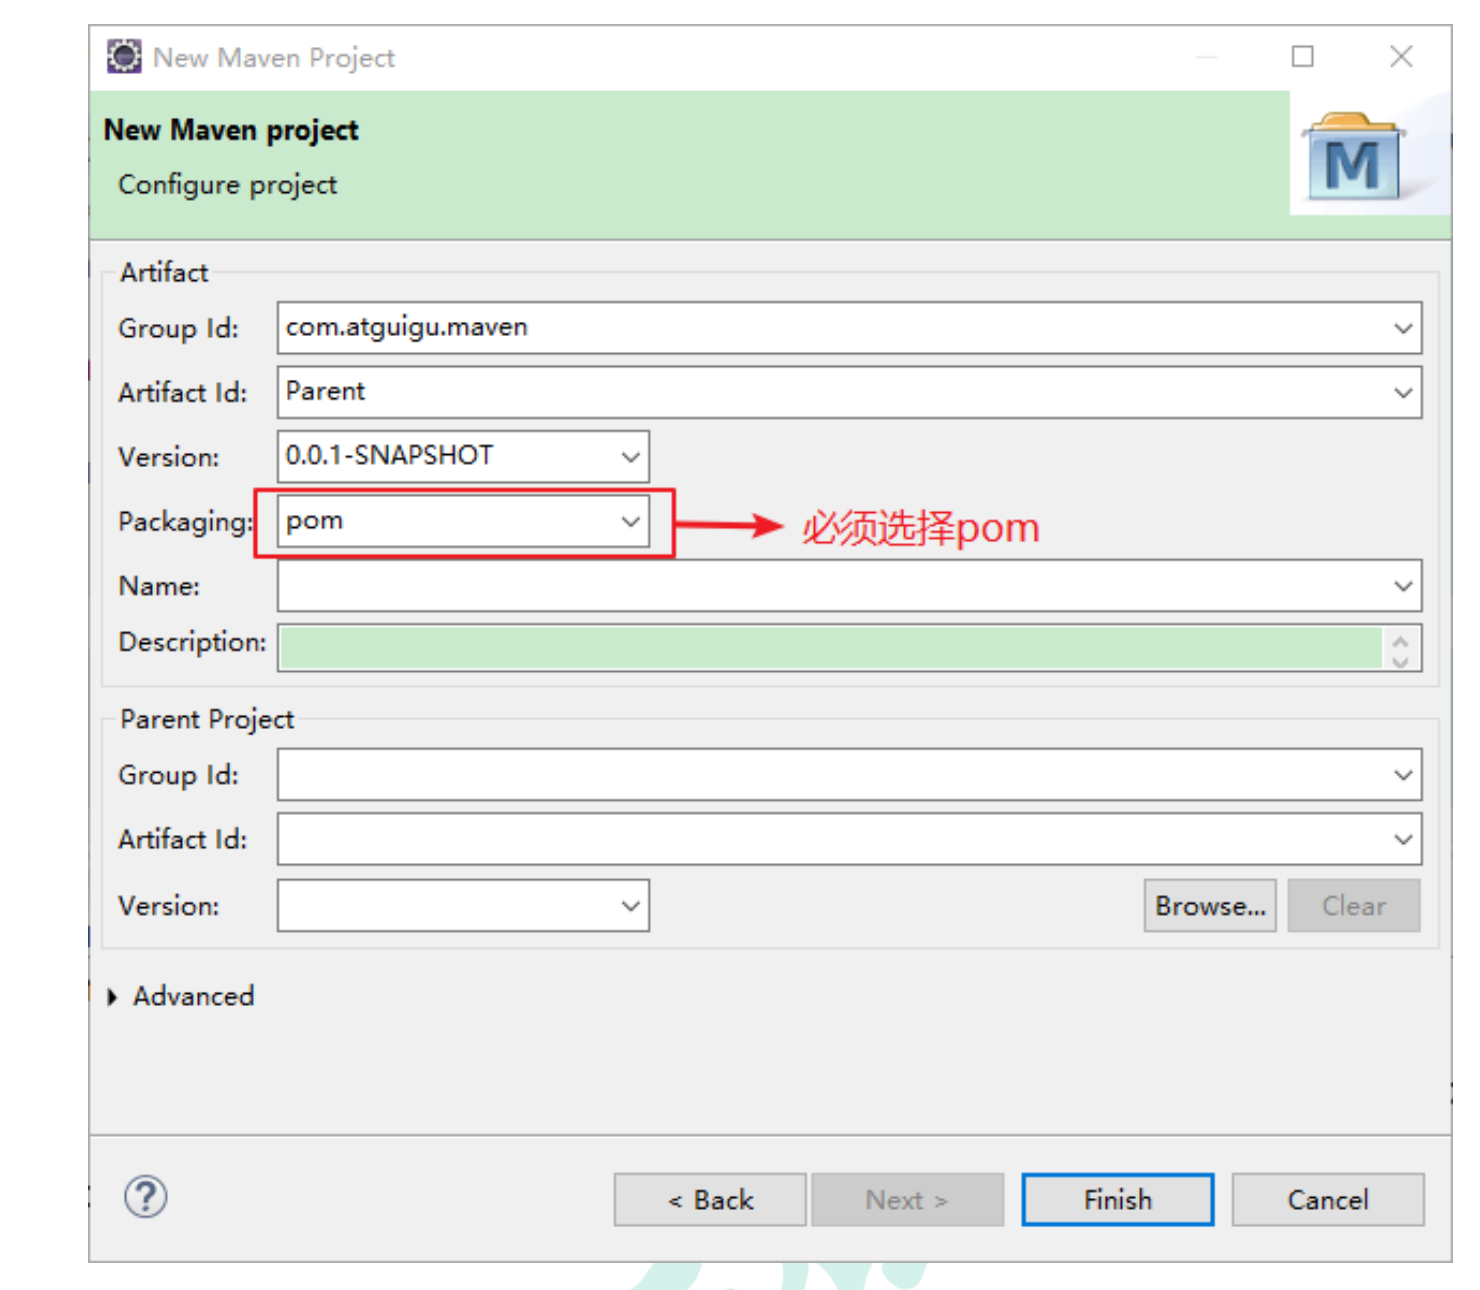 New Maven Project
New Maven project
Configure project
M
Artifact
Group Id: com.atguigu.maven
Artifact Id: Parent
Version: 0.0.1-SNAPSHOT
Packaging: pom 必须选择pom
Name:
Description:
Parent Project
Group Id:
Artifact Id:
Version: Browse... Clear
Advanced
? < Back Next > Finish Cancel